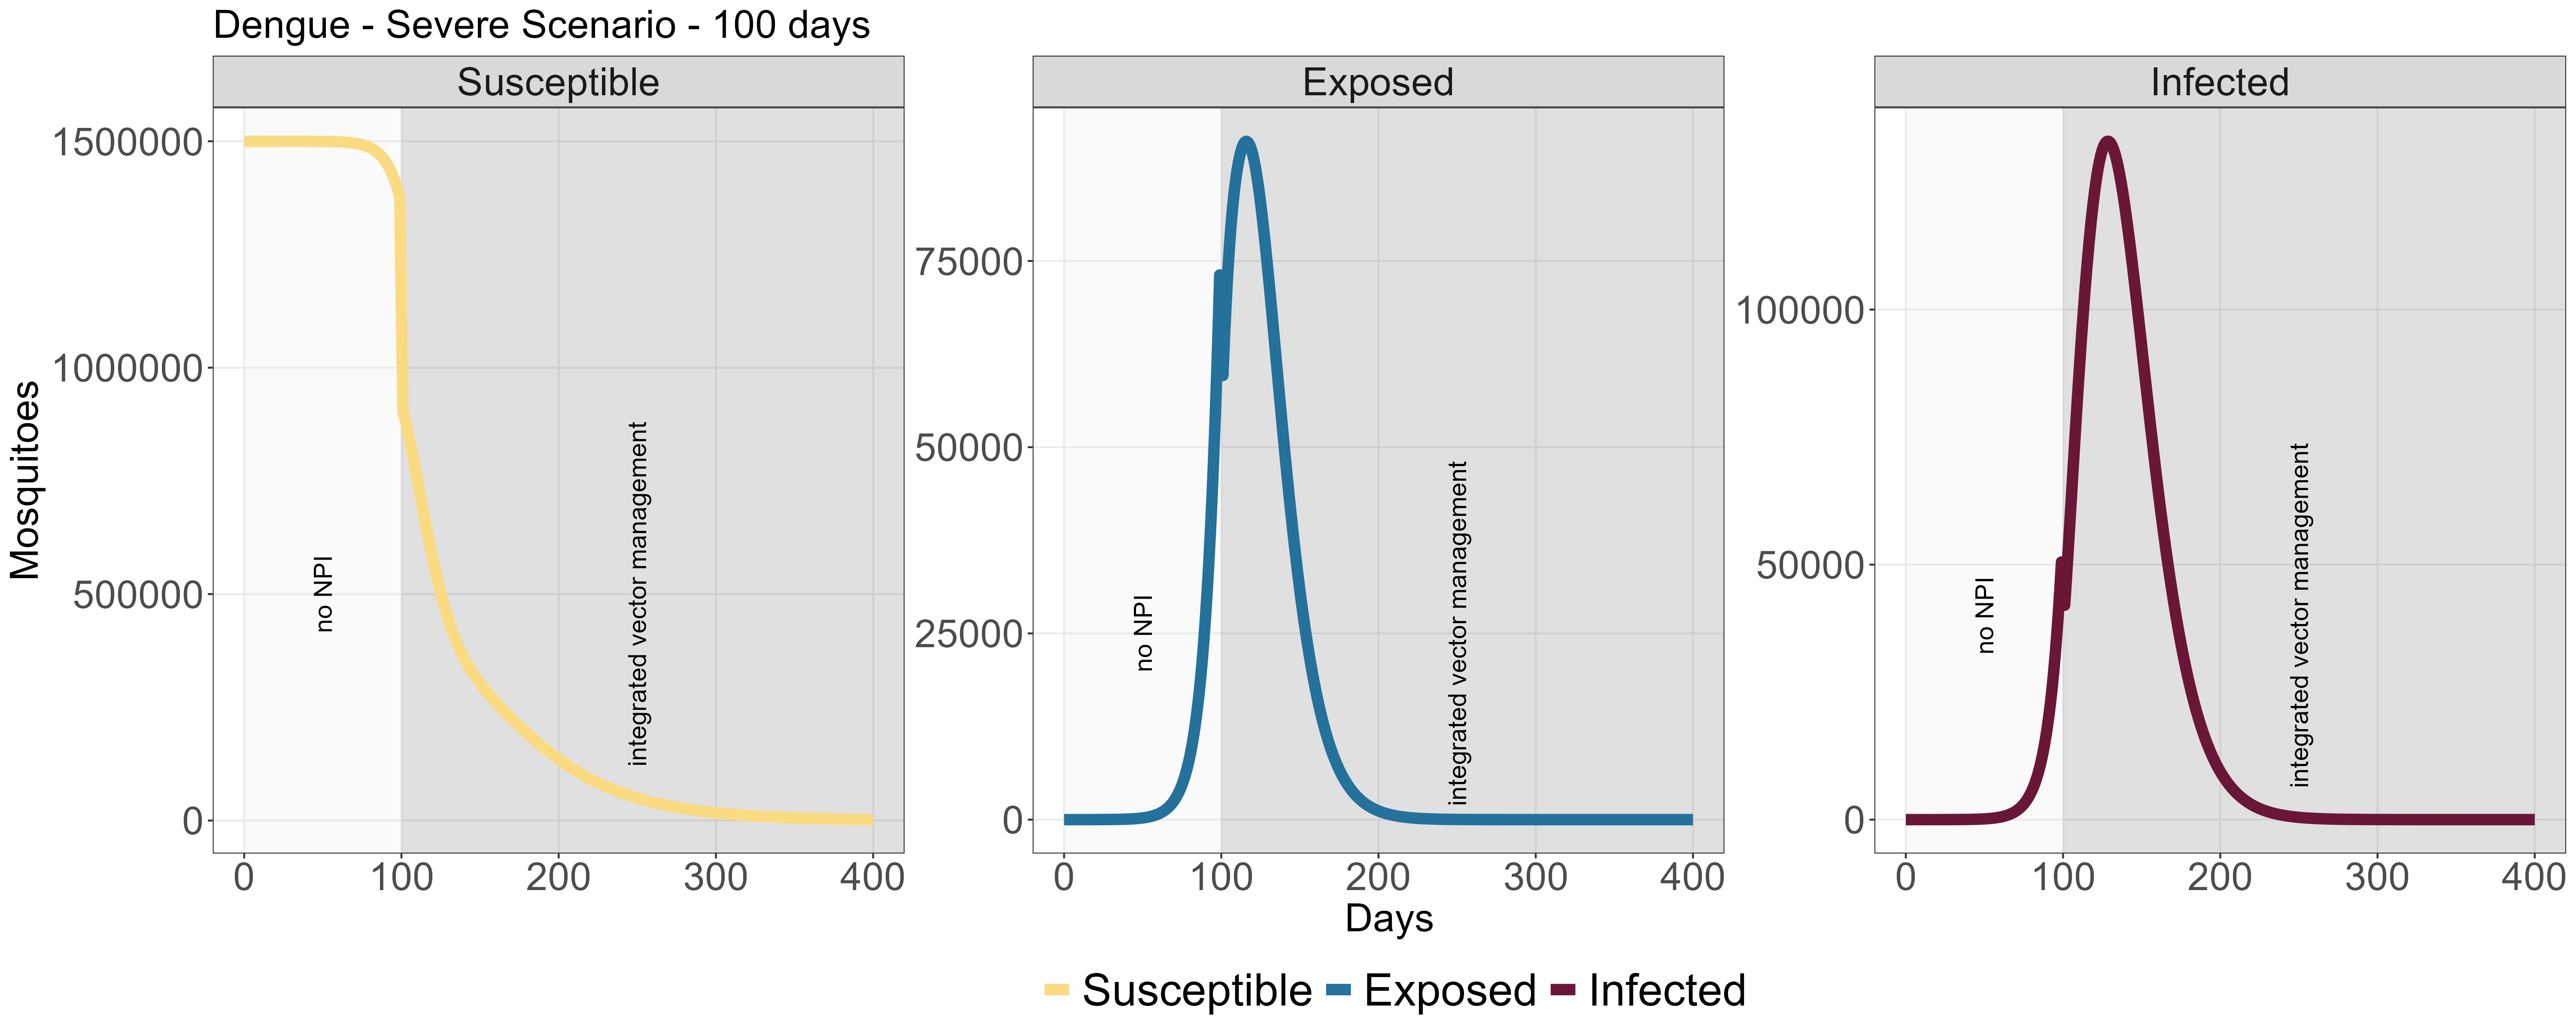 Dengue - Severe Scenario - 100 days
Susceptible
Exposed
Infected
Mosquitoes
1500000
1000000
500000
0
no NPI
integrated vector management
0 100 200 300 400
75000
50000
25000
0
no NPI
integrated vector management
0 100 200 300 400
100000
50000
0
no NPI
integrated vector management
0 100 200 300 400
Days
Susceptible Exposed Infected